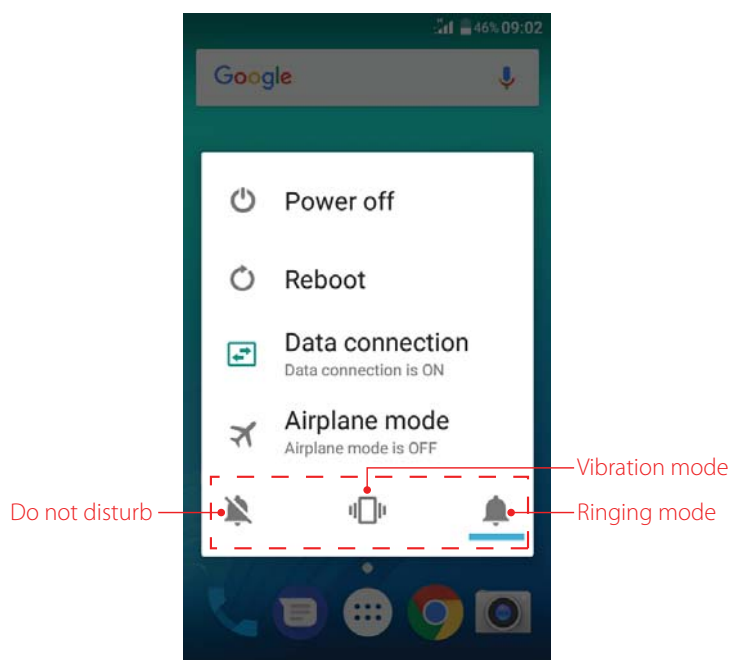 46% 09:02
Google
Power off
Reboot
Data connection
Data connection is ON
Airplane mode
Airplane mode is OFF
Vibration mode
Do not disturb
Ringing mode